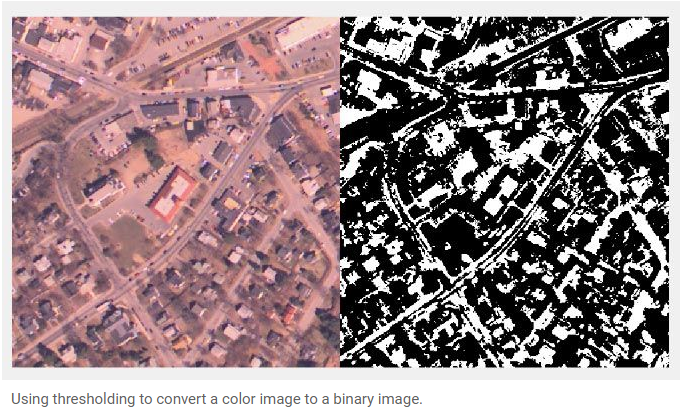 Using thresholding to convert a color image to a binary image.